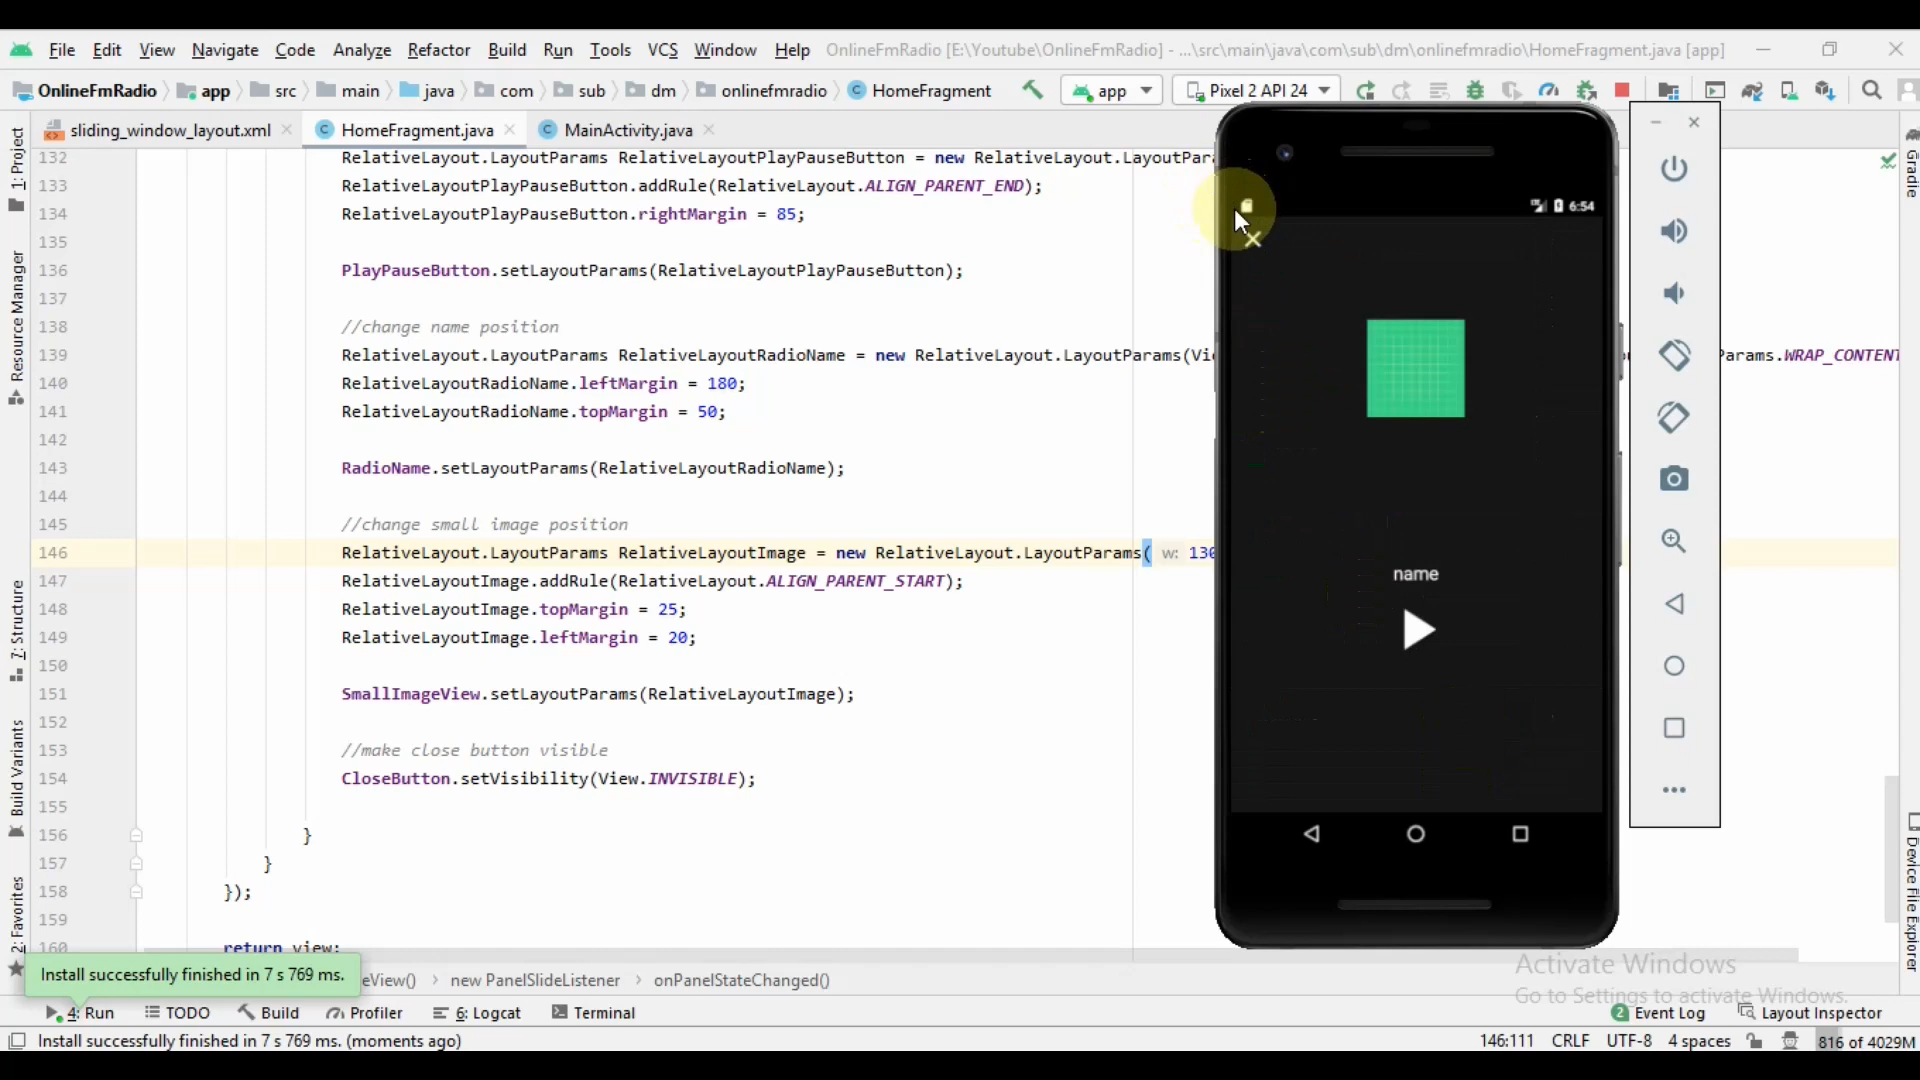 File Edit View Navigate Code Analyze Refactor Build Run Tools VCS Window Help OnlineFmRadio [E:\Youtube\OnlineFmRadio] - ...\src\main\java\com\sub\dm\onlinefmradio\HomeFragment.java [app]
OnlineFmRadio app src main java com sub dm onlinefmradio HomeFragment app Pixel 2 API 24
sliding_window_layout.xml HomeFragment.java MainActivity.java
132 RelativeLayout.LayoutParams RelativeLayoutPlayPauseButton = new RelativeLayout.LayoutPara
133 RelativeLayoutPlayPauseButton.addRule(RelativeLayout.ALIGN_PARENT_END);
134 RelativeLayoutPlayPauseButton.rightMargin = 85;
135
136 PlayPauseButton.setLayoutParams(RelativeLayoutPlayPauseButton);
137
138 //change name position
139 RelativeLayout.LayoutParams RelativeLayoutRadioName = new RelativeLayout.LayoutParams(Vi Params.WRAP_CONTENT
140 RelativeLayoutRadioName.leftMargin = 180;
141 RelativeLayoutRadioName.topMargin = 50;
142
143 RadioName.setLayoutParams(RelativeLayoutRadioName);
144
145 //change small image position
146 RelativeLayout.LayoutParams RelativeLayoutImage = new RelativeLayout.LayoutParams( w: 130
147 RelativeLayoutImage.addRule(RelativeLayout.ALIGN_PARENT_START);
148 RelativeLayoutImage.topMargin = 25;
149 RelativeLayoutImage.leftMargin = 20;
150
151 SmallImageView.setLayoutParams(RelativeLayoutImage);
152
153 //make close button visible
154 CloseButton.setVisibility(View.INVISIBLE);
155
156 }
157 }
158 });
159
160 return view;
6:54
name
1: Project
Resource Manager
7: Structure
Build Variants
2: Favorites
Gradle
Device File Explorer
Install successfully finished in 7 s 769 ms.
eView() new PanelSlideListener onPanelStateChanged()
Activate Windows
Go to Settings to activate Windows.
4: Run TODO Build Profiler 6: Logcat Terminal 2 Event Log Layout Inspector
Install successfully finished in 7 s 769 ms. (moments ago) 146:111 CRLF UTF-8 4 spaces 816 of 4029M